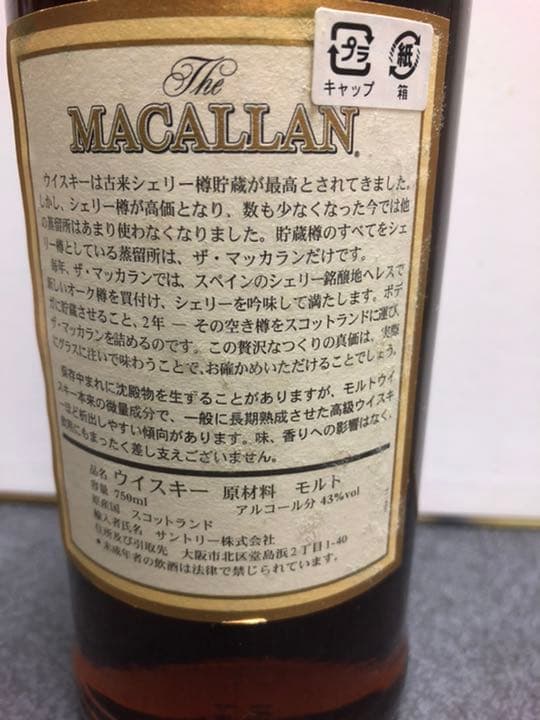 プラ
キャップ
紙
箱
The
MACALLAN
ウイスキーは古来シェリー樽貯蔵が最高とされてきました。
しかし、シェリー樽が高価となり、数も少なくなった今では他
の蒸留所はあまり使わなくなりました。貯蔵樽のすべてをシェ
リー樽としている蒸留所は、ザ・マッカランだけです。
毎年、ザ・マッカランでは、スペインのシェリー銘醸地ヘレスで
新しいオーク樽を買付け、シェリーを吟味して満たします。ボデ
ガに貯蔵させること、2年 ― その空き樽をスコットランドに運び、
ザ・マッカランを詰めるのです。この贅沢なつくりの真価は、実際
にグラスに注いで味わうことで、お確かめいただけることでしょう。
保存中まれに沈殿物を生ずることがありますが、モルトウイ
スキー本来の微量成分で、一般に長期熟成させた高級ウイスキ
ーほど析出しやすい傾向があります。味、香りへの影響はなく、
飲用にもまったく差し支えございません。
品名 ウイスキー 原材料 モルト
容量 750ml アルコール分 43%vol
原産国 スコットランド
輸入者氏名 サントリー株式会社
住所及び引取先 大阪市北区堂島浜2丁目1-40
*未成年者の飲酒は法律で禁じられています。